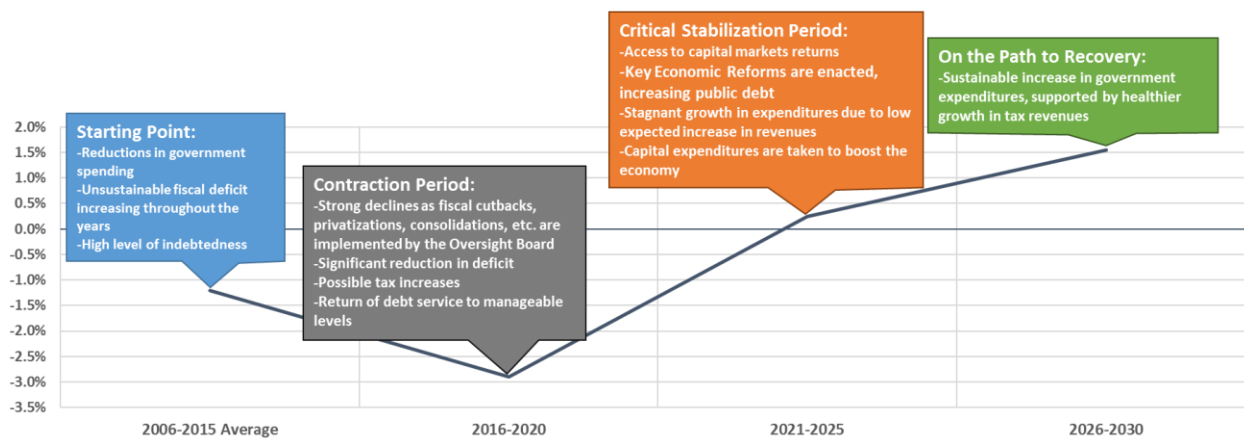 Critical Stabilization Period:
-Access to capital markets returns
-Key Economic Reforms are enacted,
increasing public debt
-Stagnant growth in expenditures due to low
expected increase in revenues
-Capital expenditures are taken to boost the
economy
On the Path to Recovery:
-Sustainable increase in government
expenditures, supported by healthier
growth in tax revenues
Starting Point:
-Reductions in government
spending
-Unsustainable fiscal deficit
increasing throughout the
years
-High level of indebtedness
Contraction Period:
-Strong declines as fiscal cutbacks,
privatizations, consolidations, etc. are
implemented by the Oversight Board
-Significant reduction in deficit
-Possible tax increases
-Return of debt service to manageable
levels
2.0%
1.5%
1.0%
0.5%
0.0%
-0.5%
-1.0%
-1.5%
-2.0%
-2.5%
-3.0%
-3.5%
2006-2015 Average
2016-2020
2021-2025
2026-2030